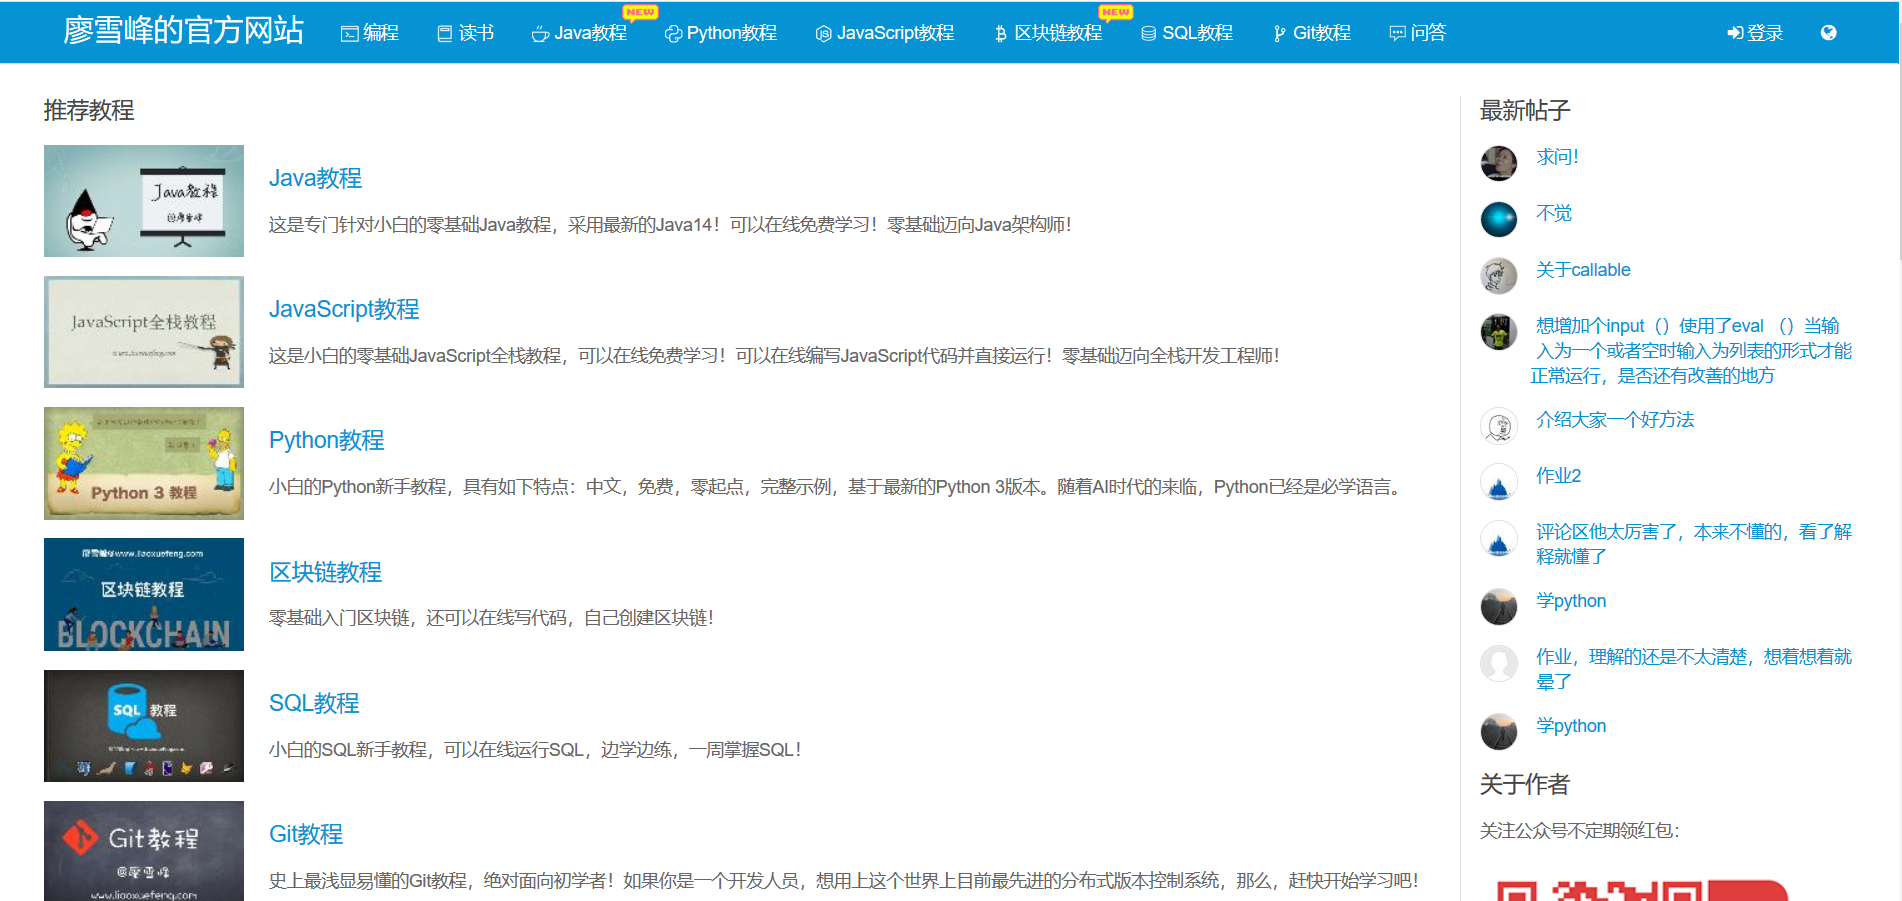 廖雪峰的官方网站
编程
读书
Java教程
NEW
Python教程
JavaScript教程
区块链教程
NEW
SQL教程
Git教程
问答
登录
推荐教程
Java教程
@廖雪峰
Java教程
这是专门针对小白的零基础Java教程，采用最新的Java14！可以在线免费学习！零基础迈向Java架构师！
JavaScript全栈教程
www.liaoxuefeng.com
JavaScript教程
这是小白的零基础JavaScript全栈教程，可以在线免费学习！可以在线编写JavaScript代码并直接运行！零基础迈向全栈开发工程师！
Python 3 教程
Python教程
小白的Python新手教程，具有如下特点：中文，免费，零起点，完整示例，基于最新的Python 3版本。随着AI时代的来临，Python已经是必学语言。
廖雪峰@www.liaoxuefeng.com
区块链教程
BLOCKCHAIN
区块链教程
零基础入门区块链，还可以在线写代码，自己创建区块链！
SQL 教程
SQL教程
小白的SQL新手教程，可以在线运行SQL，边学边练，一周掌握SQL！
Git教程
@廖雪峰
www.liaoxuefeng.com
Git教程
史上最浅显易懂的Git教程，绝对面向初学者！如果你是一个开发人员，想用上这个世界上目前最先进的分布式版本控制系统，那么，赶快开始学习吧！
最新帖子
求问！
不觉
关于callable
想增加个input（）使用了eval （）当输
入为一个或者空时输入为列表的形式才能
正常运行，是否还有改善的地方
介绍大家一个好方法
作业2
评论区他太厉害了，本来不懂的，看了解
释就懂了
学python
作业，理解的还是不太清楚，想着想着就
晕了
学python
关于作者
关注公众号不定期领红包：